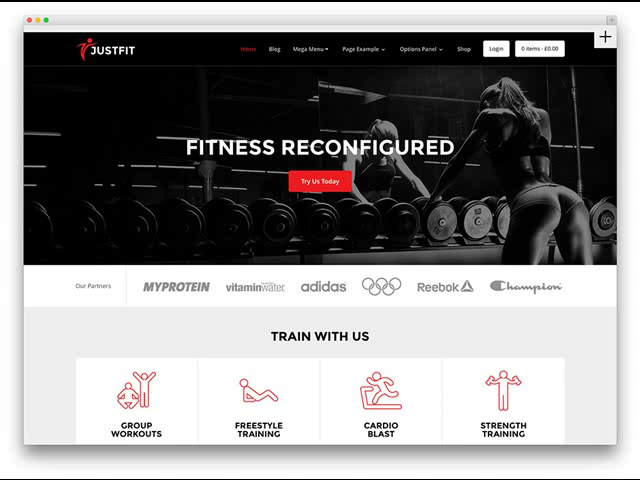 JUSTFIT
Home Blog Mega Menu Page Example Options Panel Shop Login 0 items - £0.00
FITNESS RECONFIGURED
Try Us Today
Our Partners MYPROTEIN vitaminwater adidas Reebok Champion
TRAIN WITH US
GROUP
WORKOUTS
FREESTYLE
TRAINING
CARDIO
BLAST
STRENGTH
TRAINING